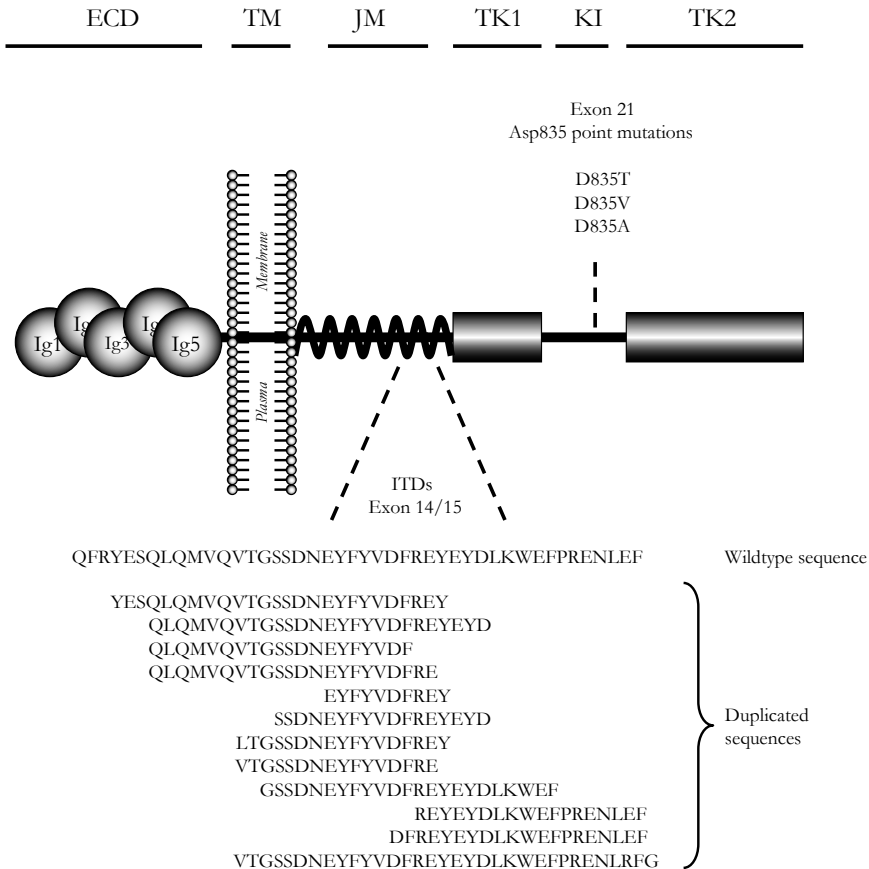 ECD TM JM TK1 KI TK2
Exon 21
Asp835 point mutations
D835T
D835V
D835A
Plasma Membrane
Ig1 Ig Ig3 Ig Ig5
ITDs
Exon 14/15
QFRYESQLQMVQVTGSSDNEYFYVDFREYEYDLKWEFPRENLEF Wildtype sequence
YESQLQMVQVTGSSDNEYFYVDFREY
QLQMVQVTGSSDNEYFYVDFREYEYD
QLQMVQVTGSSDNEYFYVDF
QLQMVQVTGSSDNEYFYVDFRE
EYFYVDFREY
SSDNEYFYVDFREYEYD
LTGSSDNEYFYVDFREY
VTGSSDNEYFYVDFRE
GSSDNEYFYVDFREYEYDLKWEF
REYEYDLKWEFPRENLEF
DFREYEYDLKWEFPRENLEF
VTGSSDNEYFYVDFREYEYDLKWEFPRENLRFG
Duplicated
sequences